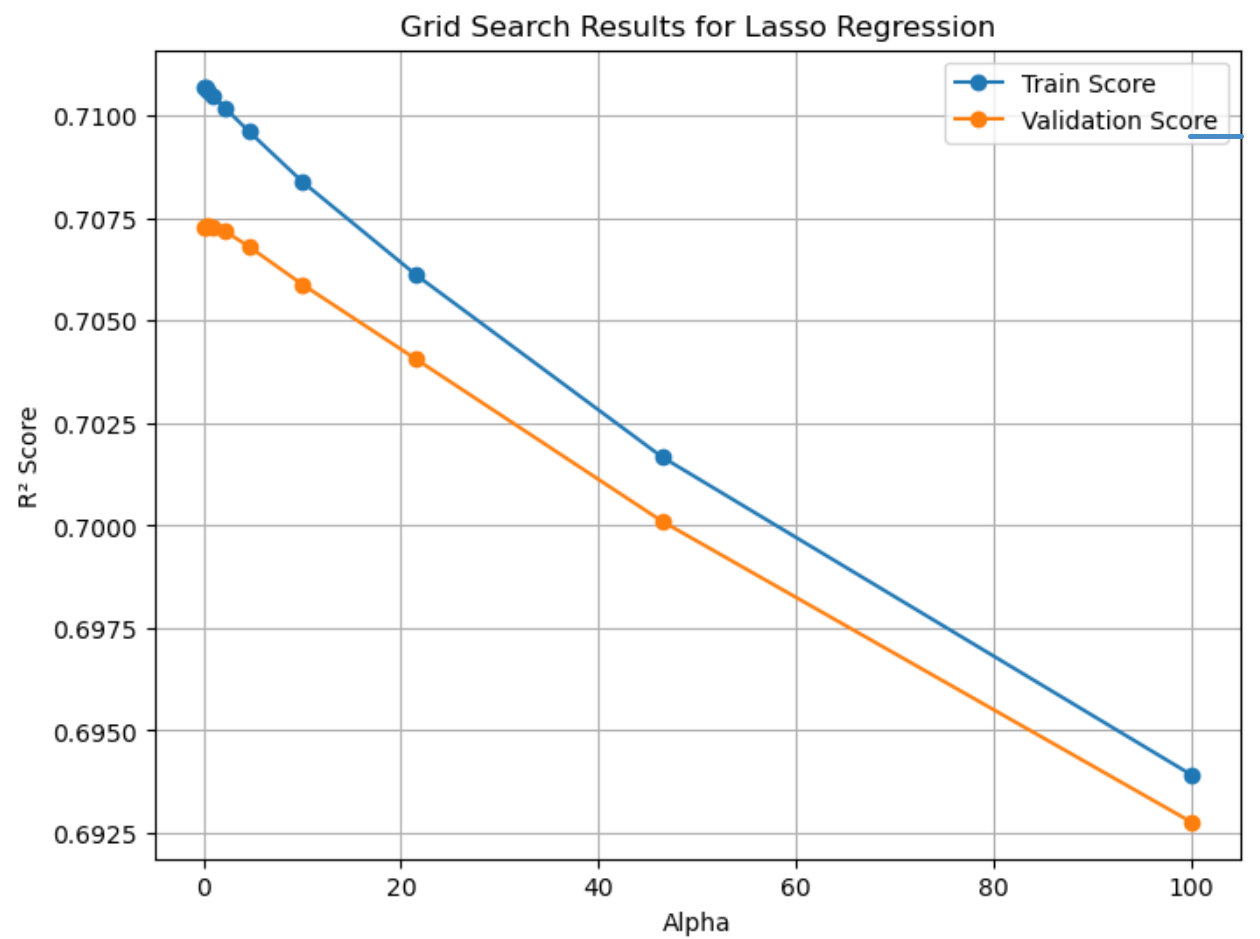 Grid Search Results for Lasso Regression
Train Score
Validation Score
0.7100
0.7075
0.7050
0.7025
0.7000
0.6975
0.6950
0.6925
R² Score
0 20 40 60 80 100
Alpha